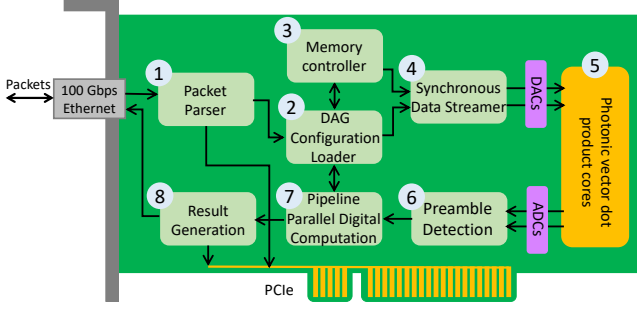 Packets
100 Gbps
Ethernet
1
Packet
Parser
3
Memory
controller
2
DAG
Configuration
Loader
4
Synchronous
Data Streamer
DACs
5
Photonic vector dot
product cores
ADCs
6
Preamble
Detection
7
Pipeline
Parallel Digital
Computation
8
Result
Generation
PCIe